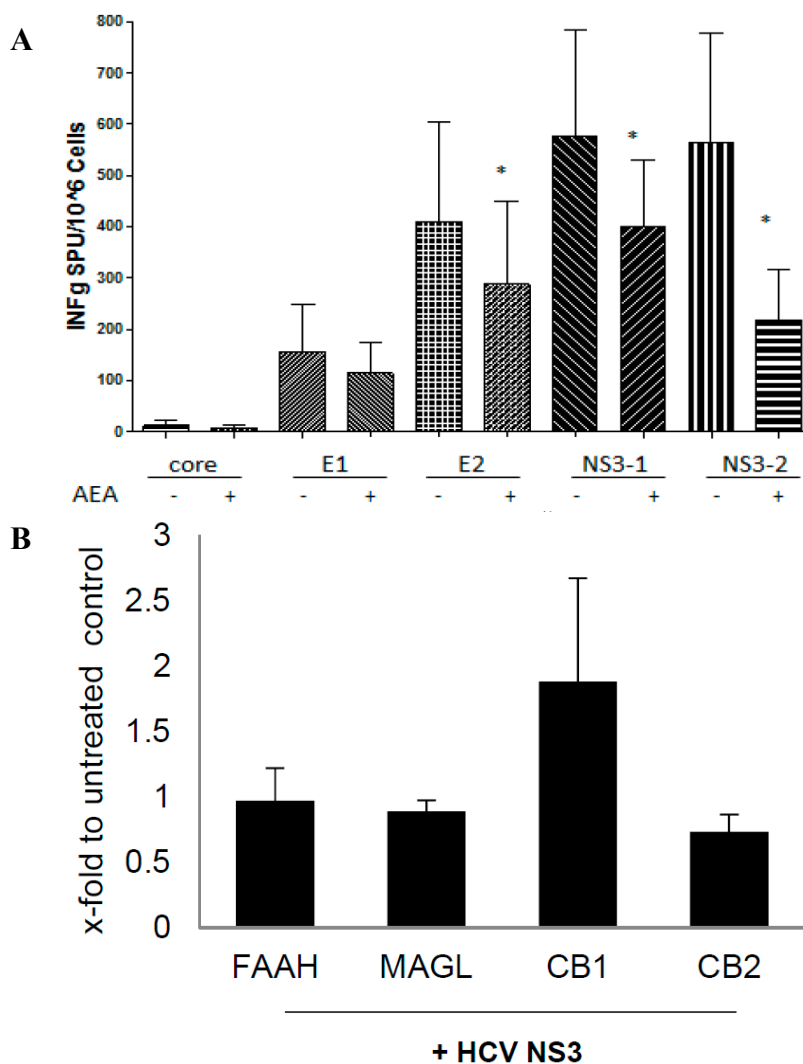 A
800
700
600
500
400
300
200
100
0
INFg SPU/10^6 Cells
*
*
*
core E1 E2 NS3-1 NS3-2
AEA - + - + - + - + - +
B
3
2.5
2
1.5
1
0.5
0
x-fold to untreated control
FAAH MAGL CB1 CB2
+ HCV NS3